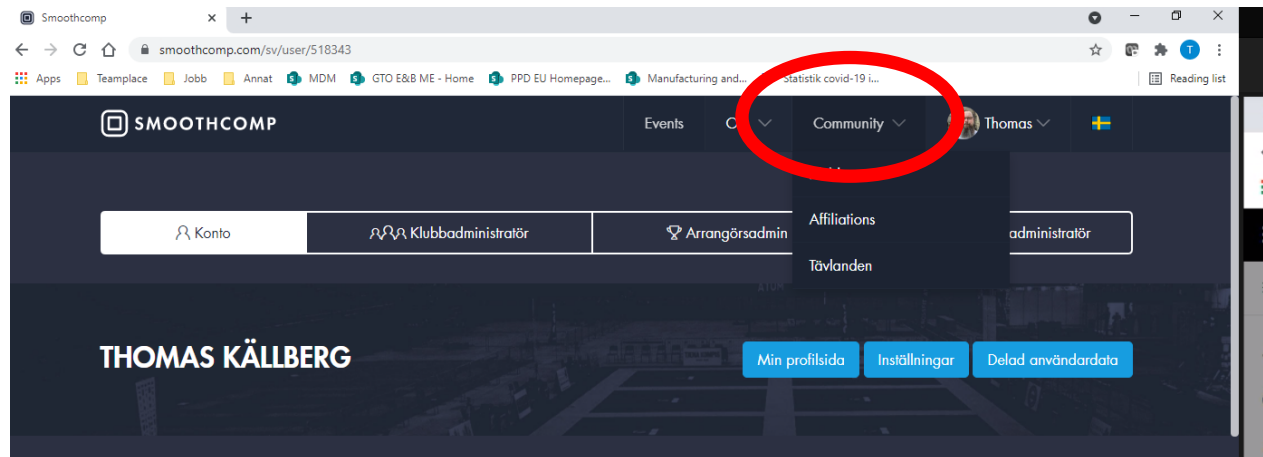 Smoothcomp
smoothcomp.com/sv/user/518343
T
Apps Teamplace Jobb Annat MDM GTO E&B ME - Home PPD EU Homepage... Manufacturing and... Statistik covid-19 i... Reading list
SMOOTHCOMP Events Community Thomas
Affiliations
Tävlanden
Konto Klubbadministratör Arrangörsadmin administratör
THOMAS KÄLLBERG Min profilsida Inställningar Delad användardata